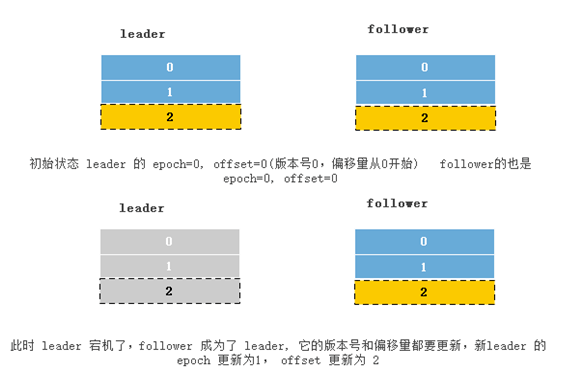 leader
follower
0
0
1
1
2
2
初始状态 leader 的 epoch=0, offset=0(版本号0，偏移量从0开始) follower的也是
epoch=0, offset=0
leader
follower
0
0
1
1
2
2
此时 leader 宕机了，follower 成为了 leader, 它的版本号和偏移量都要更新，新leader 的
epoch 更新为1， offset 更新为 2